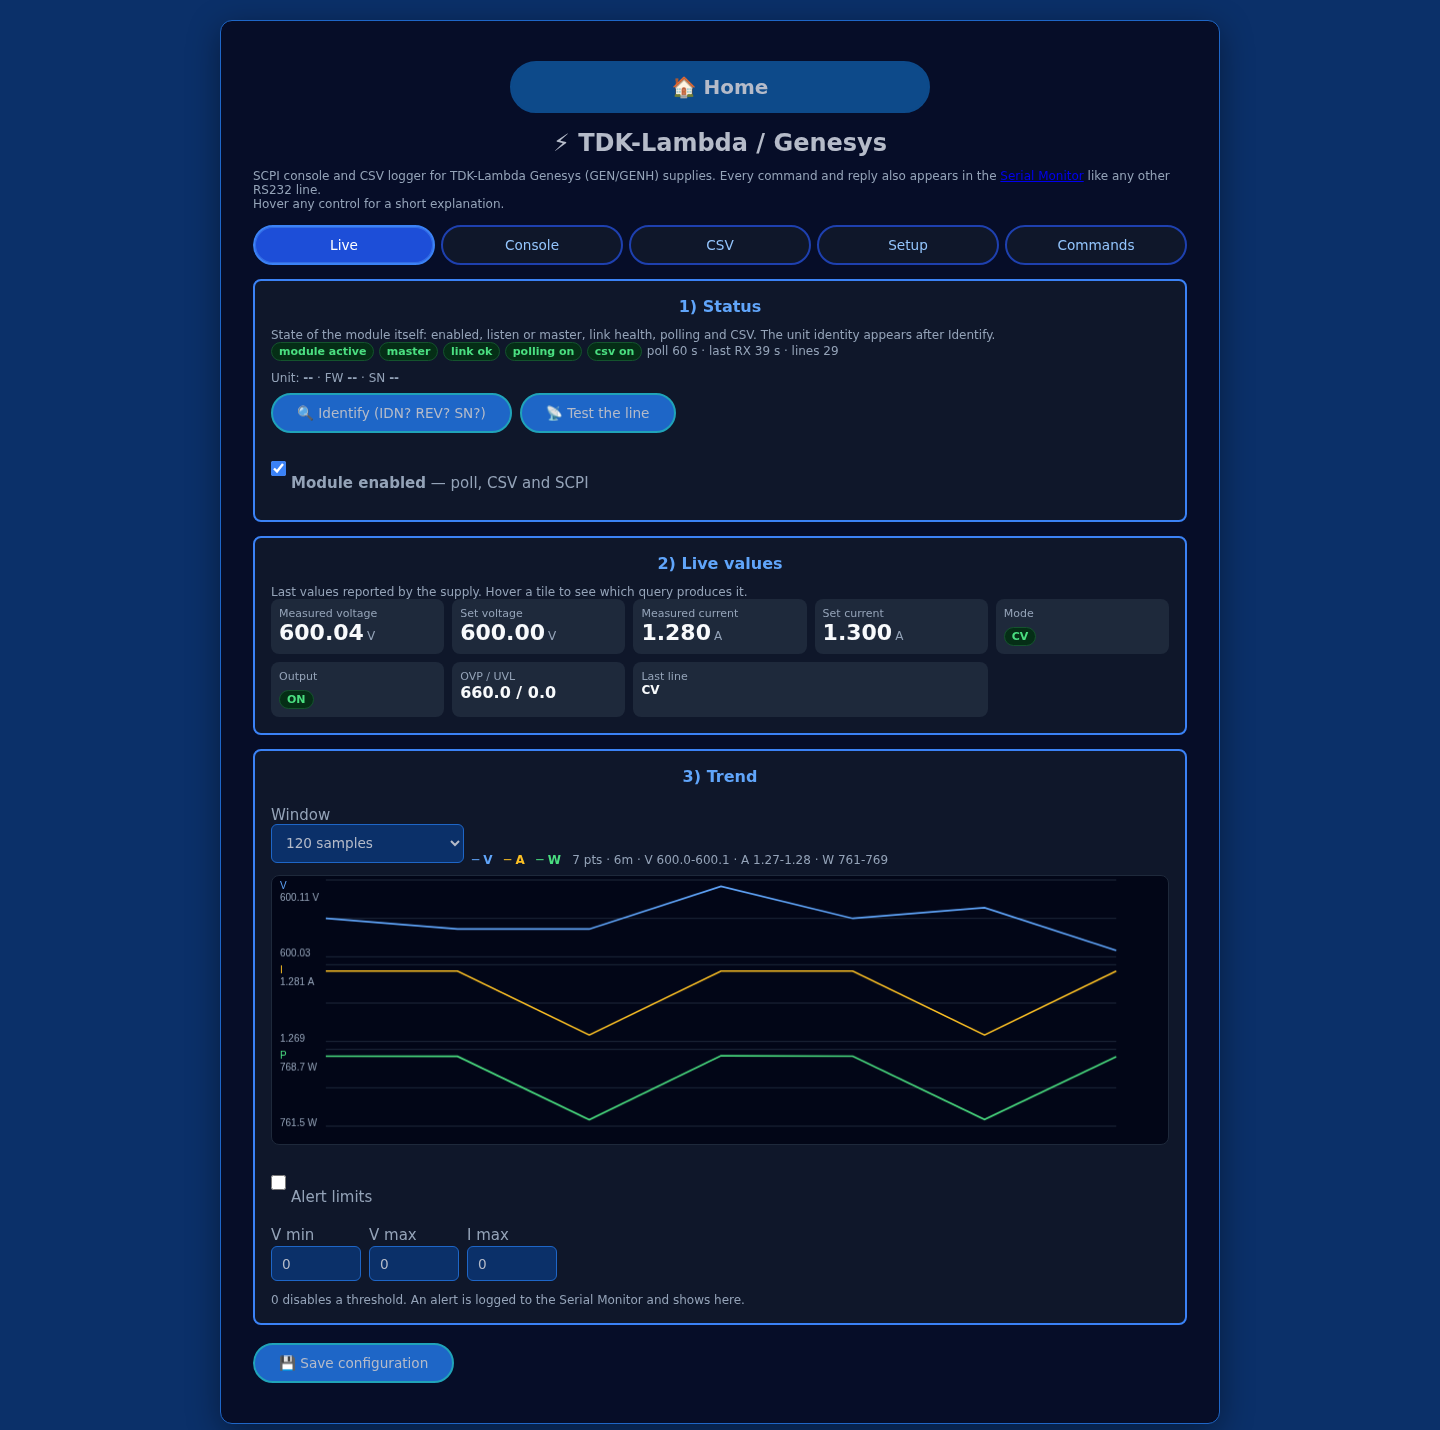 🏠 Home
⚡ TDK-Lambda / Genesys
SCPI console and CSV logger for TDK-Lambda Genesys (GEN/GENH) supplies. Every command and reply also appears in the Serial Monitor like any other
RS232 line.
Hover any control for a short explanation.
Live Console CSV Setup Commands
1) Status
State of the module itself: enabled, listen or master, link health, polling and CSV. The unit identity appears after Identify.
module active master link ok polling on csv on poll 60 s · last RX 39 s · lines 29
Unit: -- · FW -- · SN --
🔍 Identify (IDN? REV? SN?) 📡 Test the line
Module enabled — poll, CSV and SCPI
2) Live values
Last values reported by the supply. Hover a tile to see which query produces it.
Measured voltage Set voltage Measured current Set current Mode
600.04 V 600.00 V 1.280 A 1.300 A CV
Output OVP / UVL Last line
ON 660.0 / 0.0 CV
3) Trend
Window
120 samples
– V – A – W 7 pts · 6m · V 600.0-600.1 · A 1.27-1.28 · W 761-769
V
600.11 V
600.03
I
1.281 A
1.269
P
768.7 W
761.5 W
Alert limits
V min V max I max
0 0 0
0 disables a threshold. An alert is logged to the Serial Monitor and shows here.
💾 Save configuration